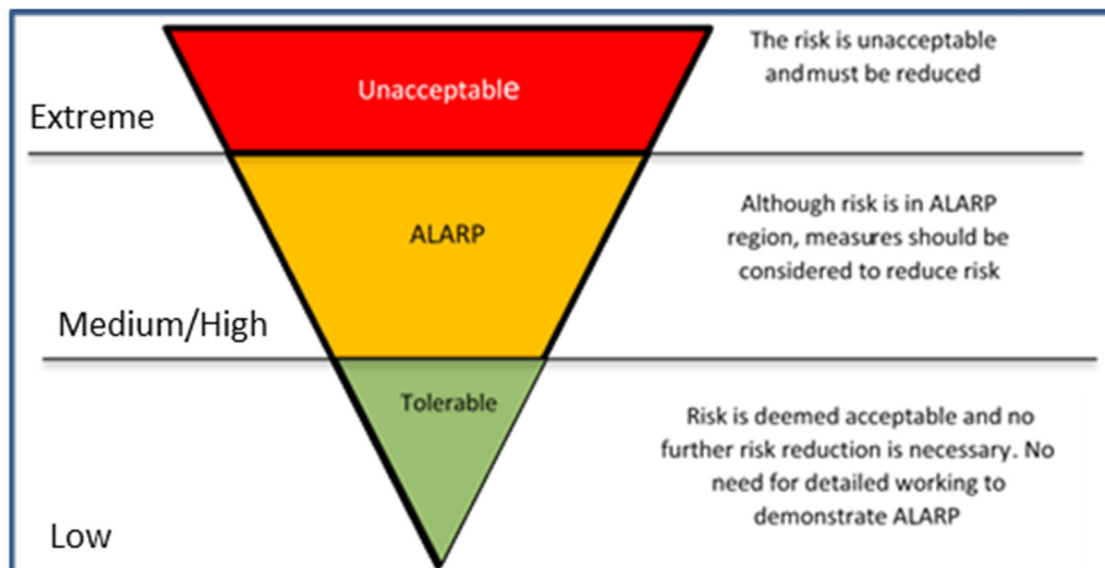 The risk is unacceptable
and must be reduced
Unacceptable
Extreme
Although risk is in ALARP
region, measures should be
considered to reduce risk
ALARP
Medium/High
Tolerable
Risk is deemed acceptable and no
further risk reduction is necessary. No
need for detailed working to
demonstrate ALARP
Low